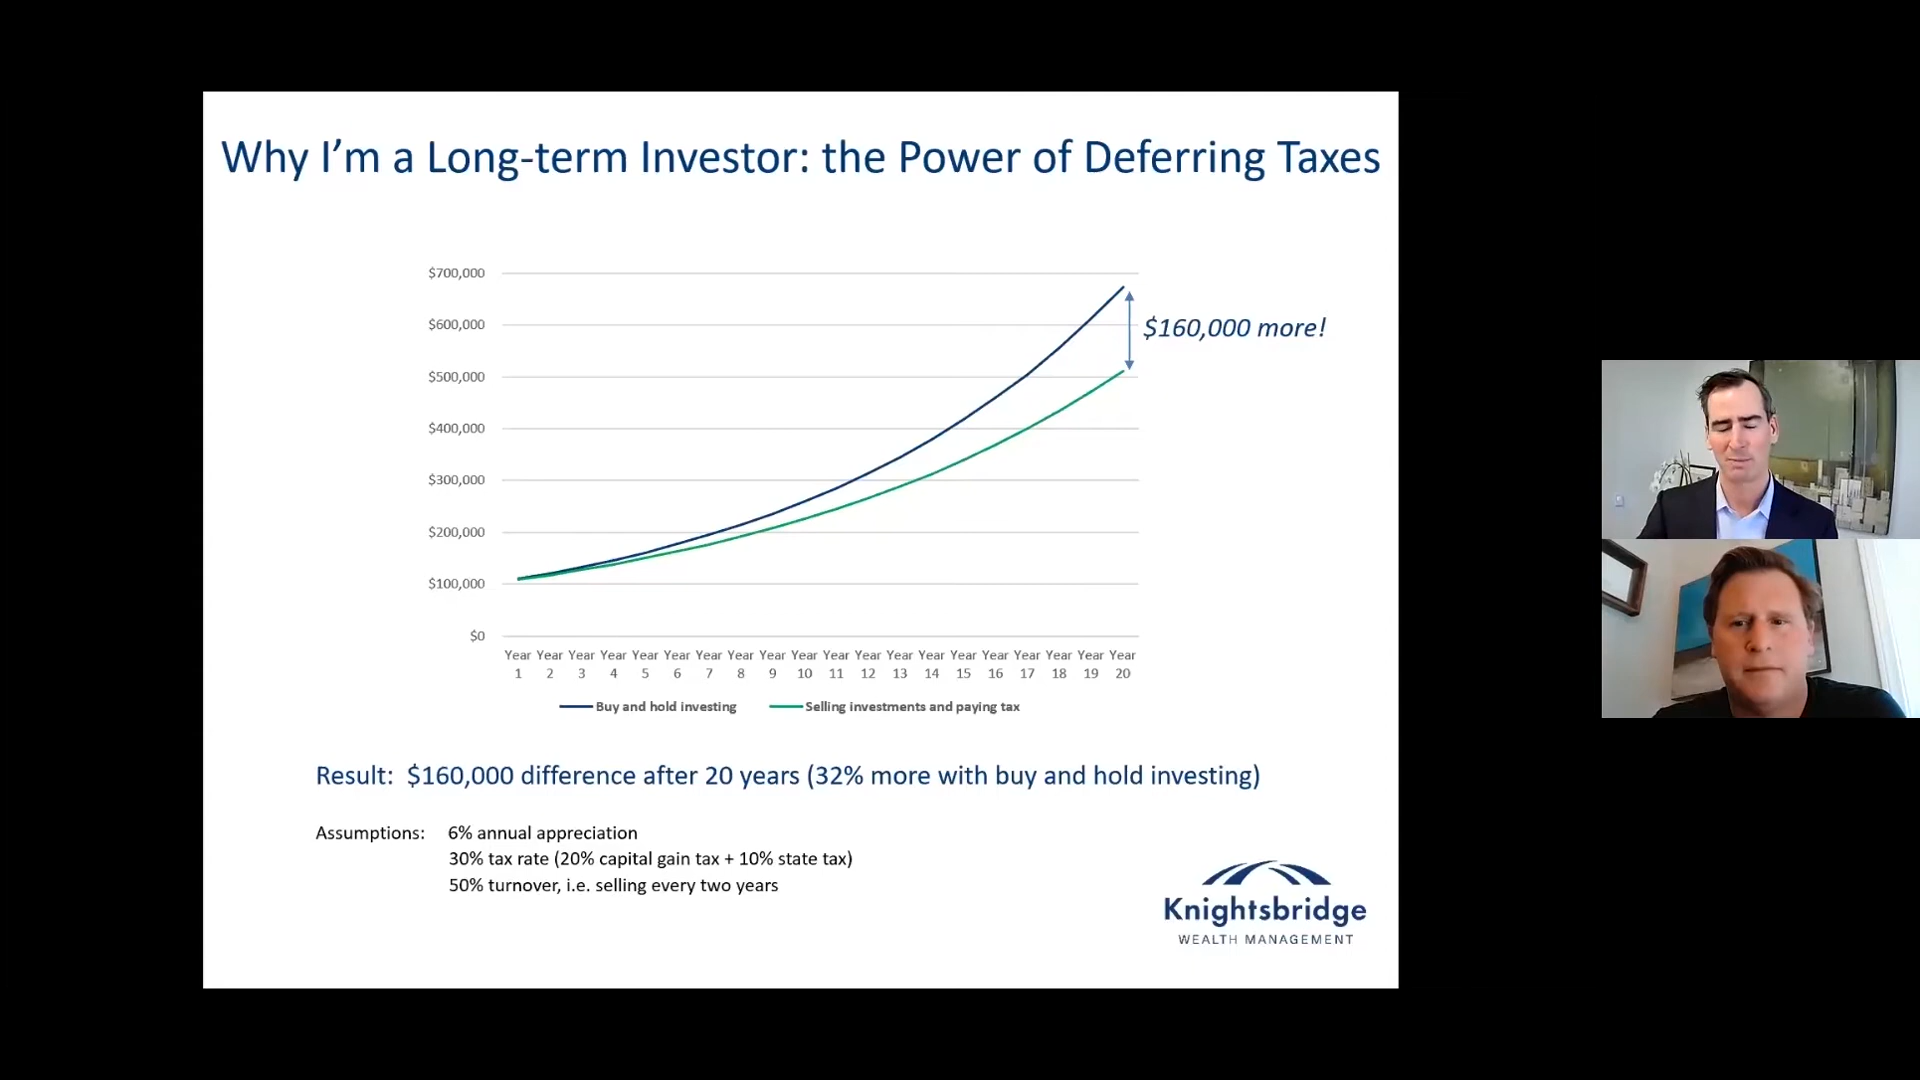 Why I’m a Long-term Investor: the Power of Deferring Taxes
$700,000
$600,000
$500,000
$400,000
$300,000
$200,000
$100,000
$0
$160,000 more!
Year Year Year Year Year Year Year Year Year Year Year Year Year Year Year Year Year Year Year Year
1 2 3 4 5 6 7 8 9 10 11 12 13 14 15 16 17 18 19 20
Buy and hold investing Selling investments and paying tax
Result: $160,000 difference after 20 years (32% more with buy and hold investing)
Assumptions: 6% annual appreciation
30% tax rate (20% capital gain tax + 10% state tax)
50% turnover, i.e. selling every two years
Knightsbridge
WEALTH MANAGEMENT